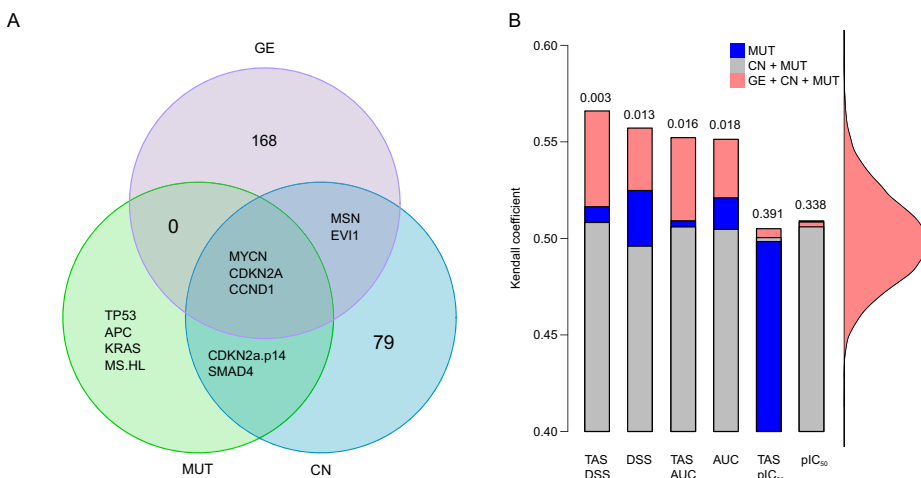 A
GE
168
0
MSN
EVI1
MYCN
CDKN2A
CCND1
TP53
APC
KRAS
MS.HL
CDKN2a.p14
SMAD4
79
MUT
CN
B
0.60
0.55
0.50
0.45
0.40
Kendall coefficient
MUT
CN + MUT
GE + CN + MUT
0.003
0.013
0.016
0.018
0.391
0.338
TAS
DSS
DSS
TAS
AUC
AUC
TAS
pIC₅₀